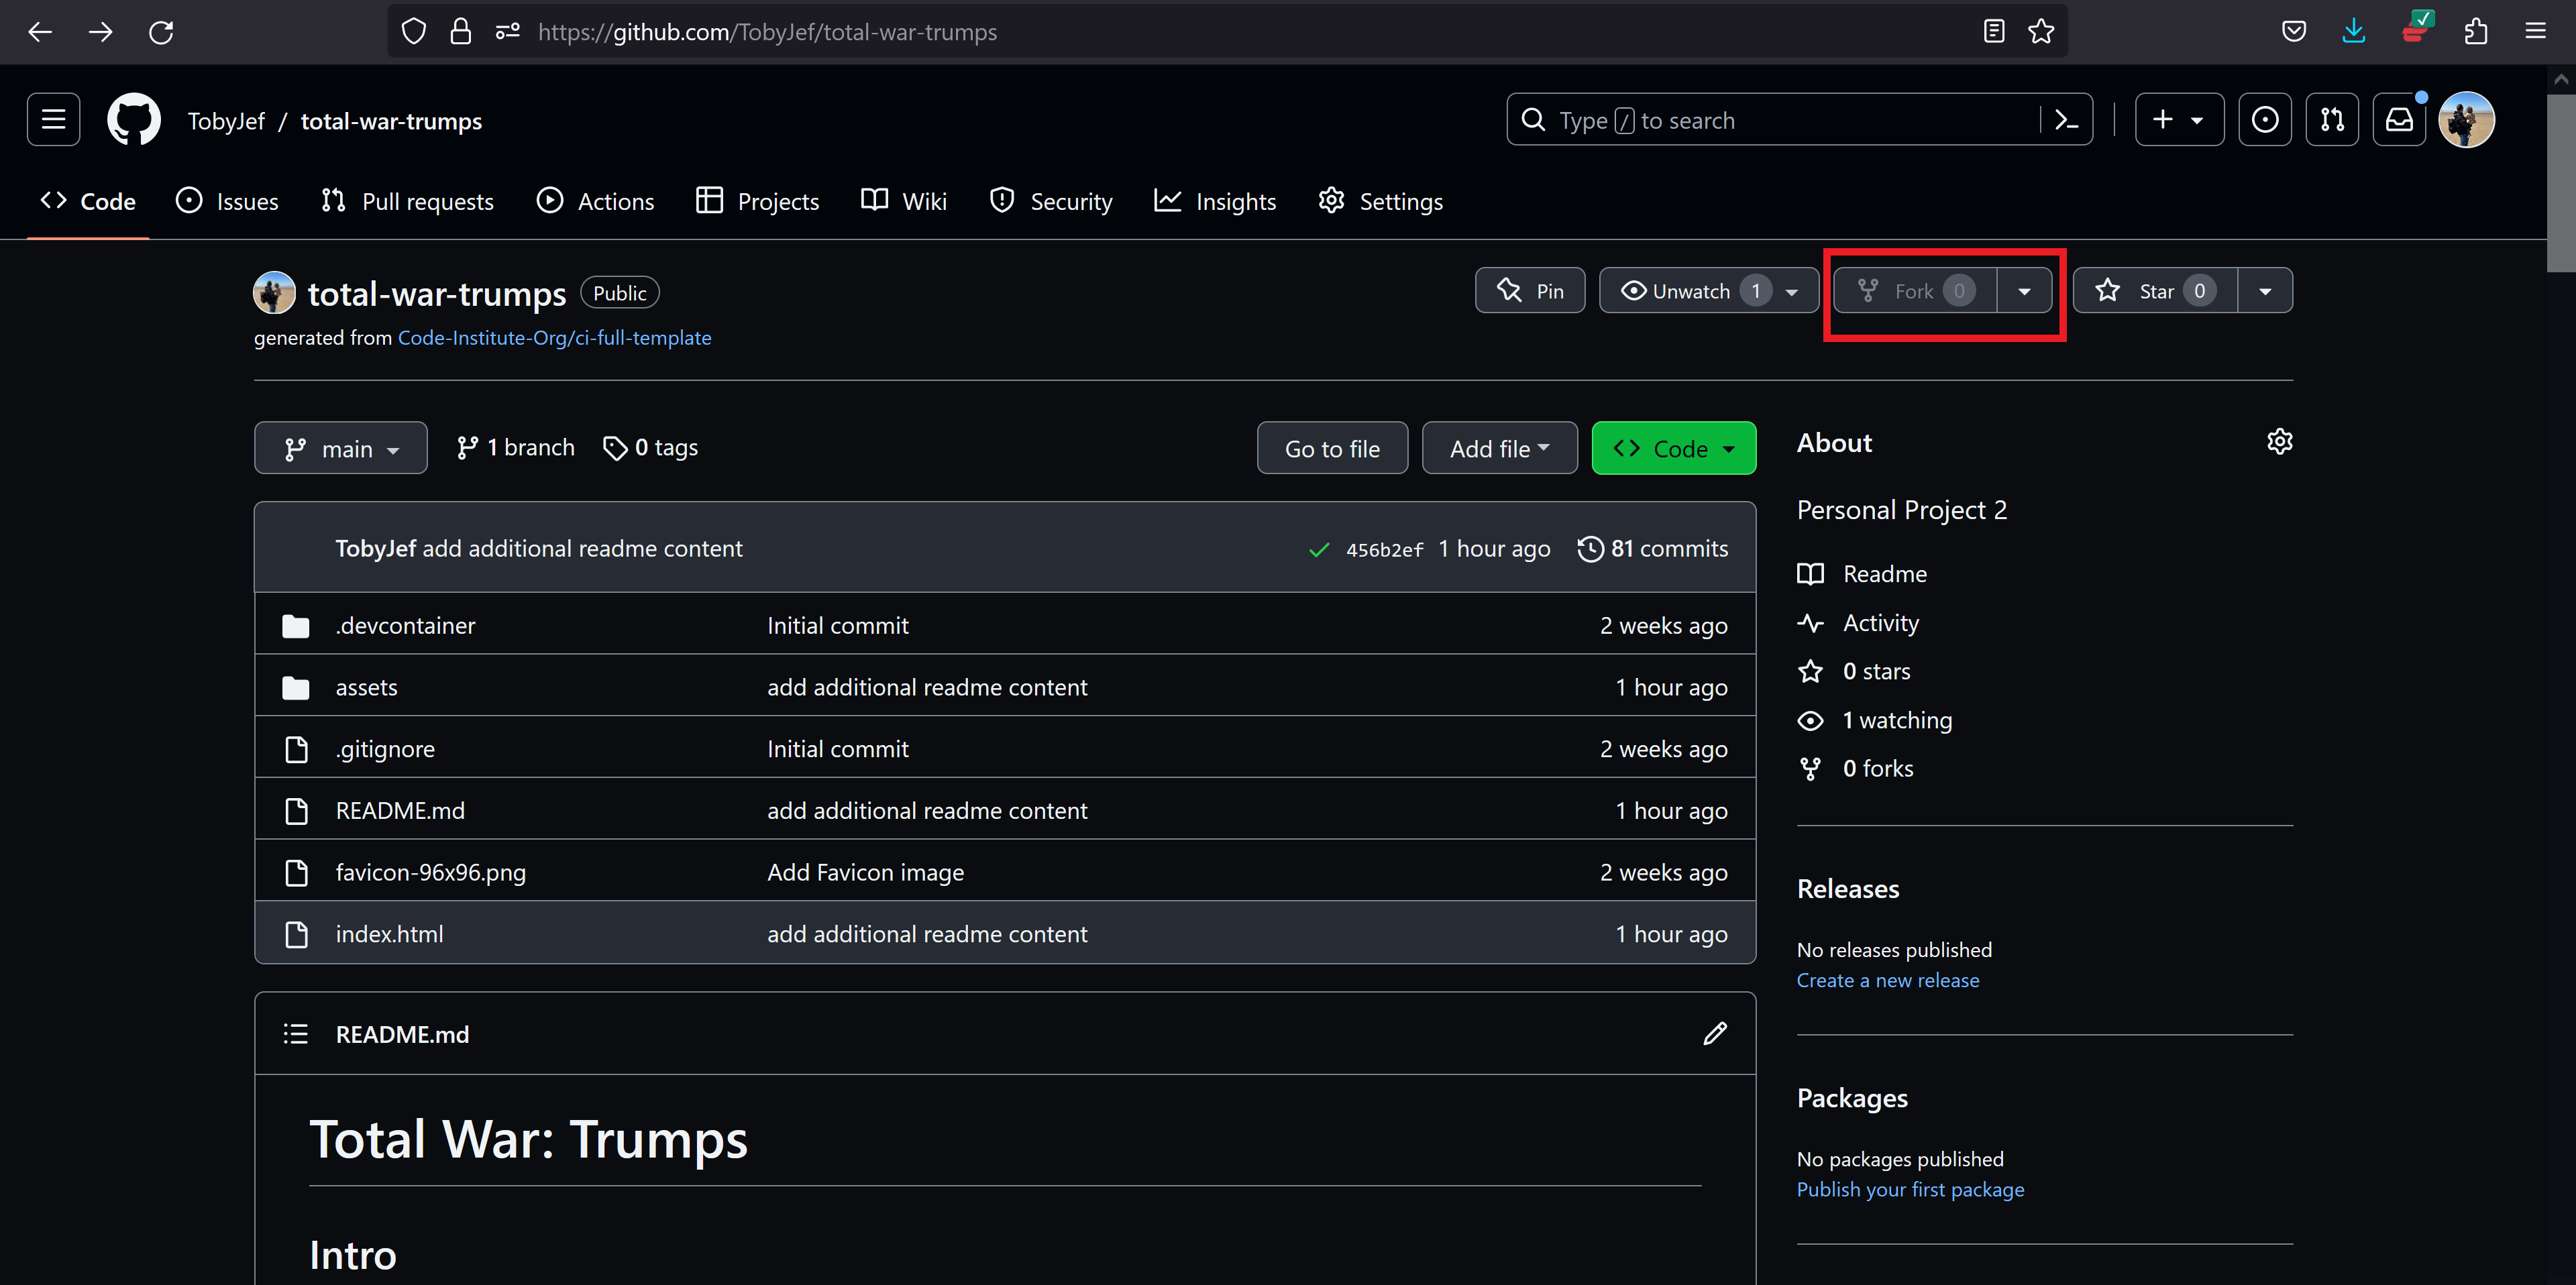 https://github.com/TobyJef/total-war-trumps
TobyJef / total-war-trumps
Type / to search
Code Issues Pull requests Actions Projects Wiki Security Insights Settings
total-war-trumps Public
Pin Unwatch 1 Fork 0 Star 0
generated from Code-Institute-Org/ci-full-template
main 1 branch 0 tags Go to file Add file Code
TobyJef add additional readme content 456b2ef 1 hour ago 81 commits
.devcontainer Initial commit 2 weeks ago
assets add additional readme content 1 hour ago
.gitignore Initial commit 2 weeks ago
README.md add additional readme content 1 hour ago
favicon-96x96.png Add Favicon image 2 weeks ago
index.html add additional readme content 1 hour ago
README.md
Total War: Trumps
Intro
About
Personal Project 2
Readme
Activity
0 stars
1 watching
0 forks
Releases
No releases published
Create a new release
Packages
No packages published
Publish your first package